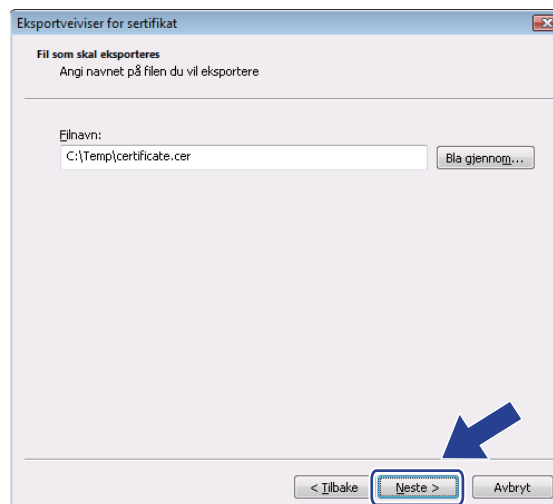 Eksportveiviser for sertifikat
Fil som skal eksporteres
Angi navnet på filen du vil eksportere
Filnavn:
C:\Temp\certificate.cer
Bla gjennom...
< Tilbake
Neste >
Avbryt